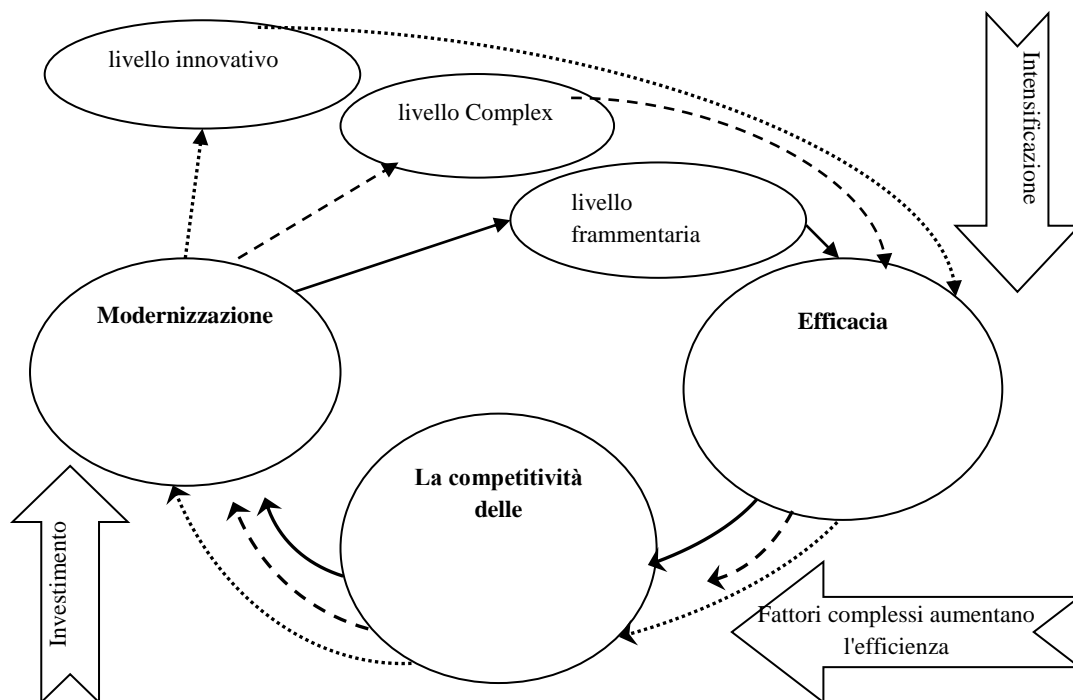 livello innovativo
livello Complex
livello
frammentaria
Intensificazione
Modernizzazione
Efficacia
La competitività
delle
Investimento
Fattori complessi aumentano
l'efficienza